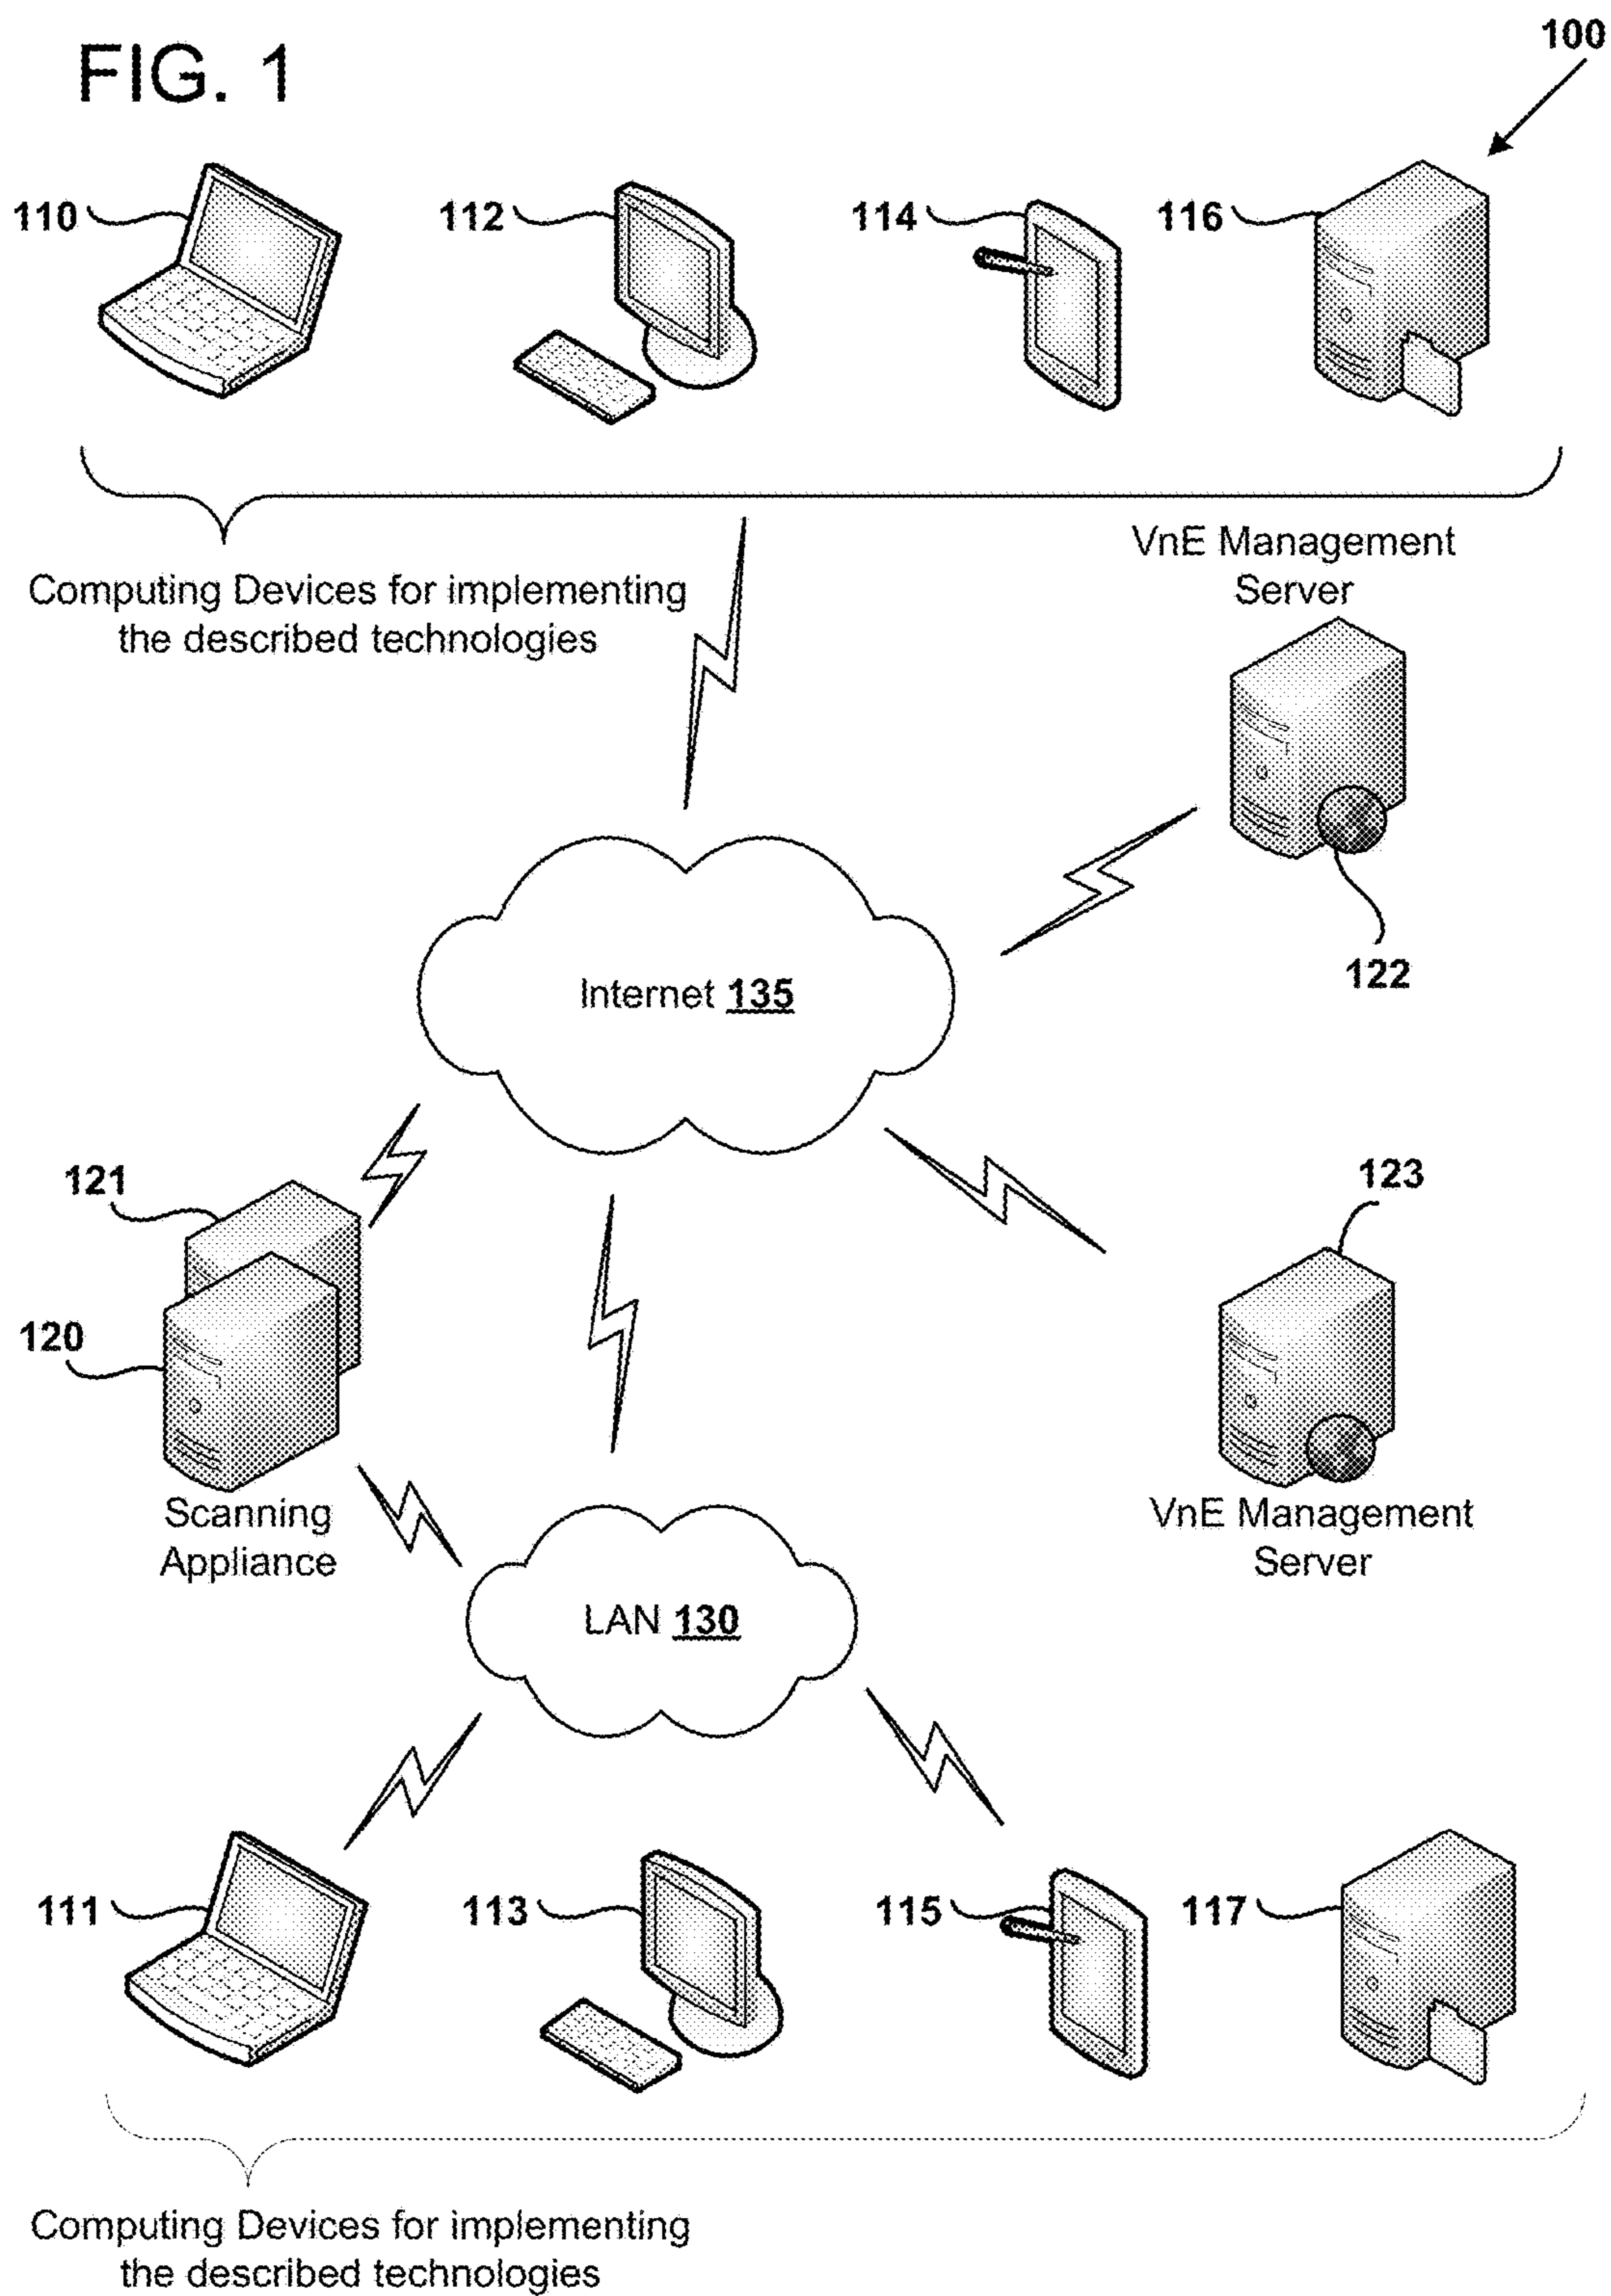 FIG. 1
100
110
112
114
116
Computing Devices for implementing
the described technologies
VnE Management
Server
122
Internet 135
121
123
120
Scanning
Appliance
VnE Management
Server
LAN 130
111
113
115
117
Computing Devices for implementing
the described technologies